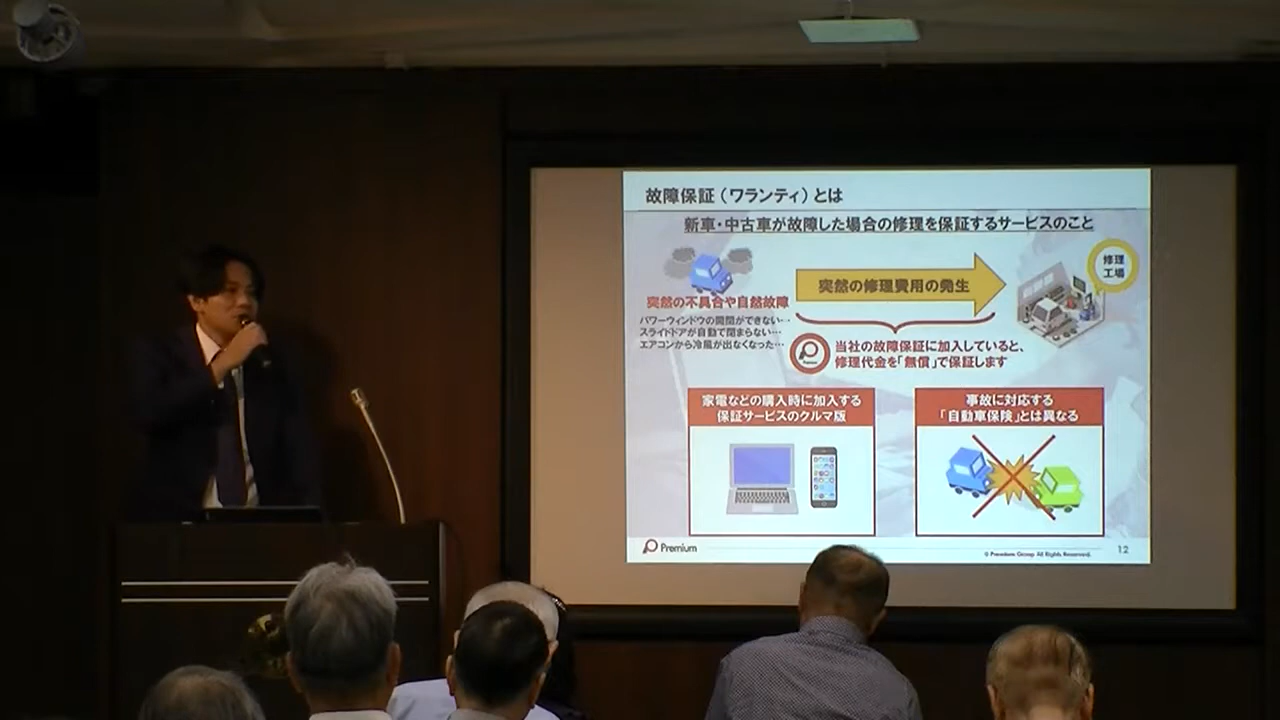 故障保証（ワランティ）とは
新車・中古車が故障した場合の修理を保証するサービスのこと
修理
工場
突然の修理費用の発生
突然の不具合や自然故障
パワーウィンドウの開閉ができない…
スライドドアが自動で閉まらない…
エアコンから冷風が出なくなった…
当社の故障保証に加入していると、
修理代金を「無償」で保証します
家電などの購入時に加入する
保証サービスのクルマ版
事故に対応する
「自動車保険」とは異なる
Premium
© Premium Group All Rights Reserved.
12